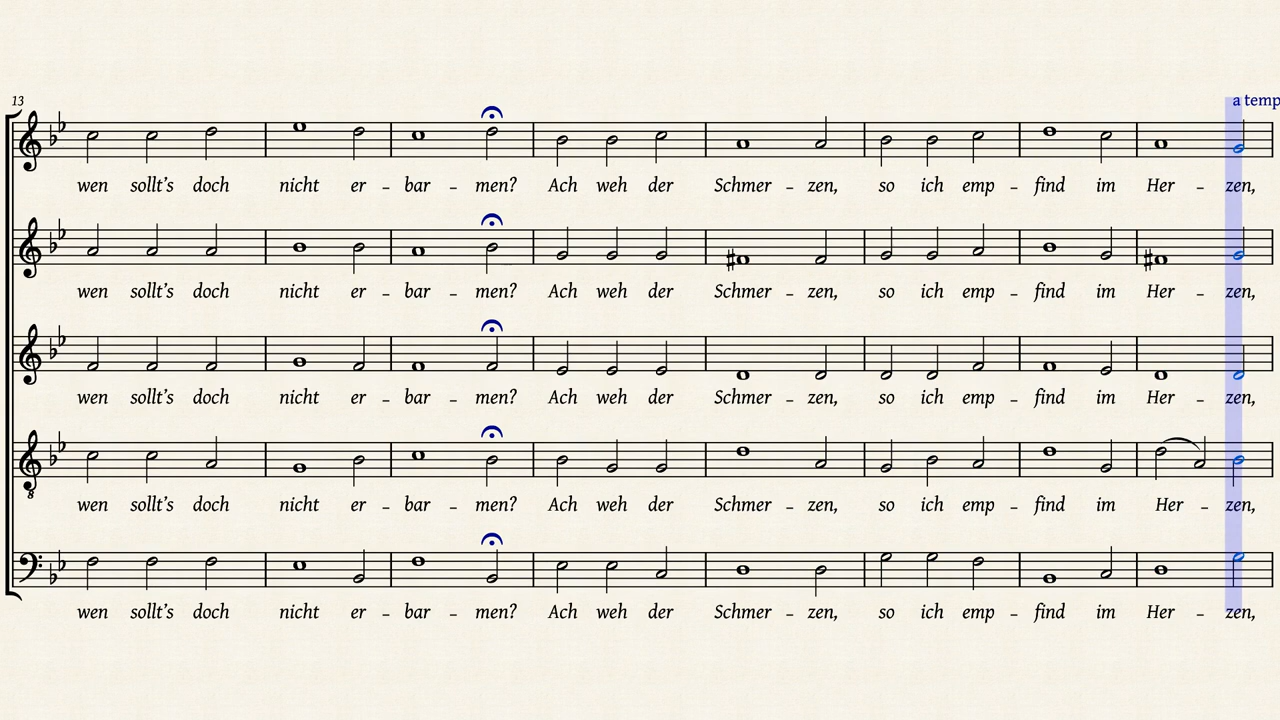 13
a temp
wen sollt's doch nicht er – bar – men? Ach weh der Schmer – zen, so ich emp – find im Her – zen,
wen sollt's doch nicht er – bar – men? Ach weh der Schmer – zen, so ich emp – find im Her – zen,
wen sollt's doch nicht er – bar – men? Ach weh der Schmer – zen, so ich emp – find im Her – zen,
8
wen sollt's doch nicht er – bar – men? Ach weh der Schmer – zen, so ich emp – find im Her – zen,
wen sollt's doch nicht er – bar – men? Ach weh der Schmer – zen, so ich emp – find im Her – zen,